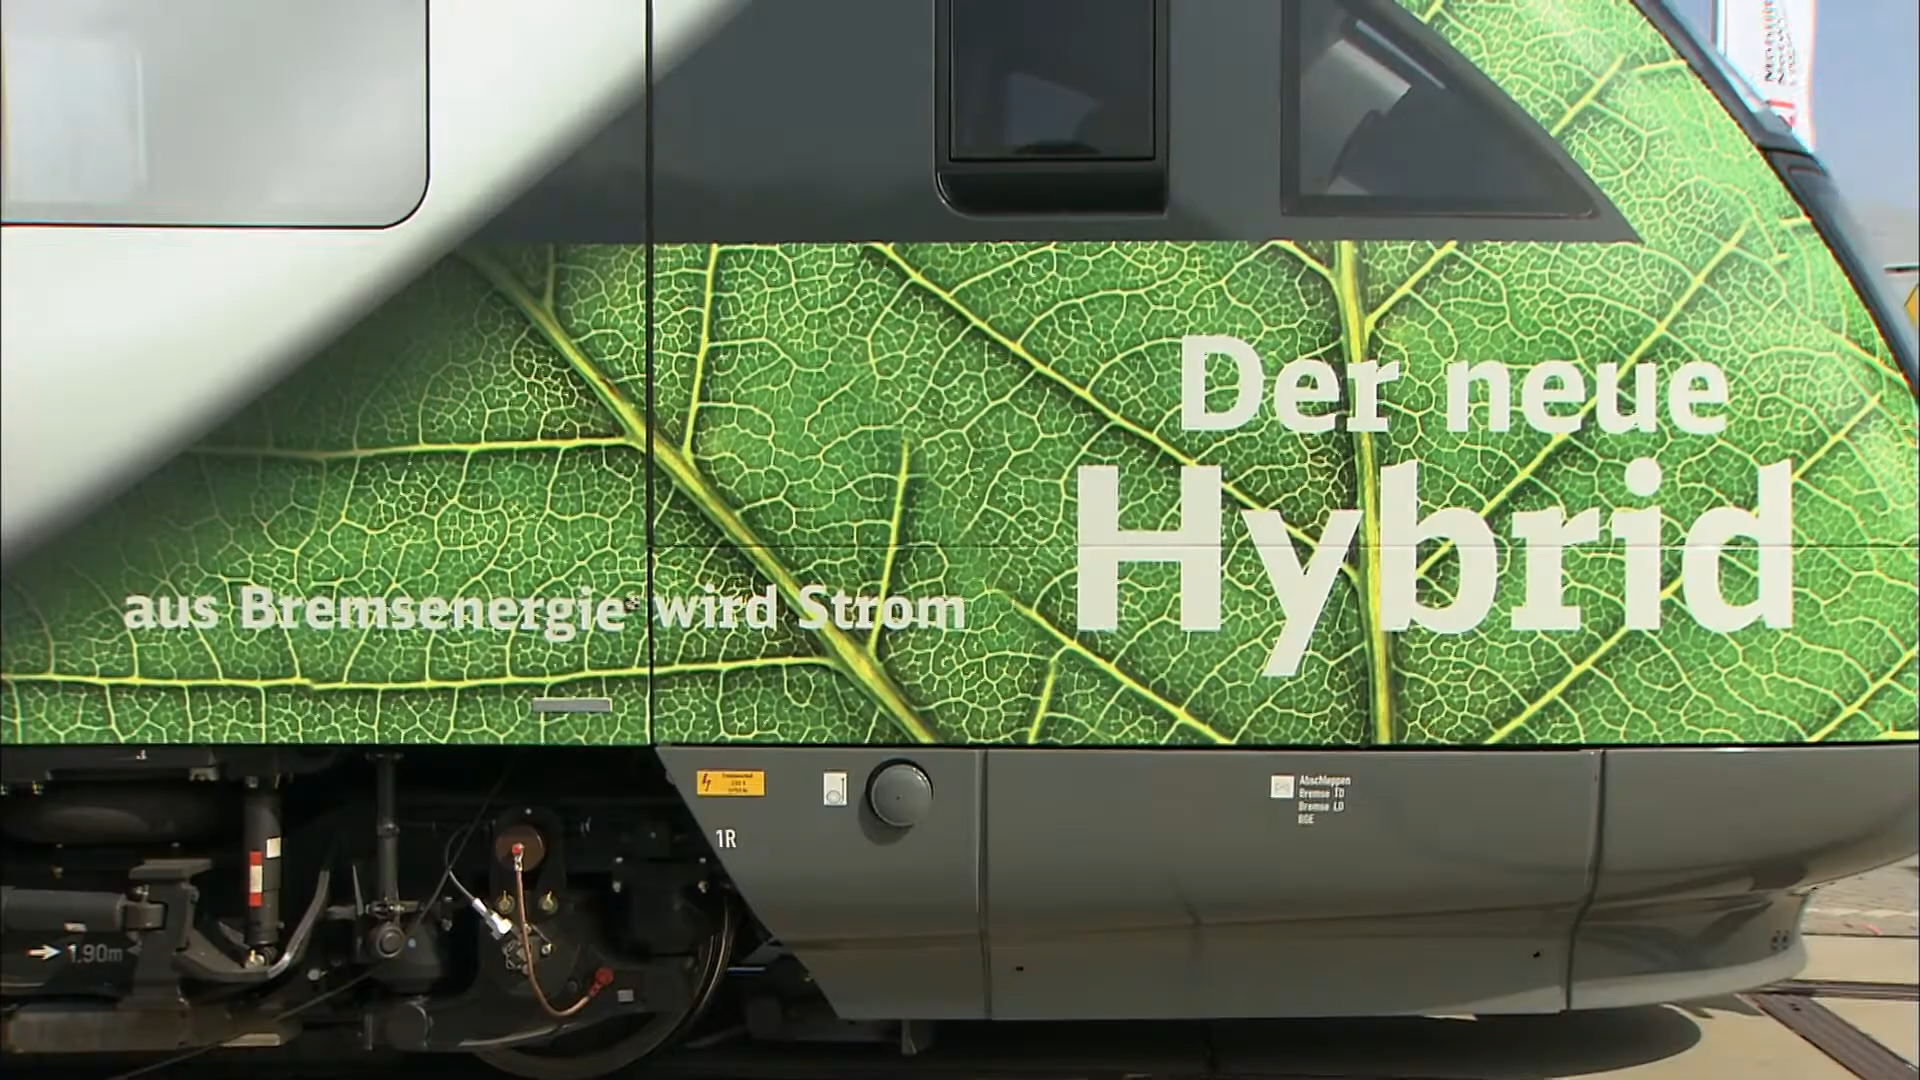 Der neue
Hybrid
aus Bremsenergie wird Strom
1R
Abschleppen
Bremse TD
Bremse LD
1.90m